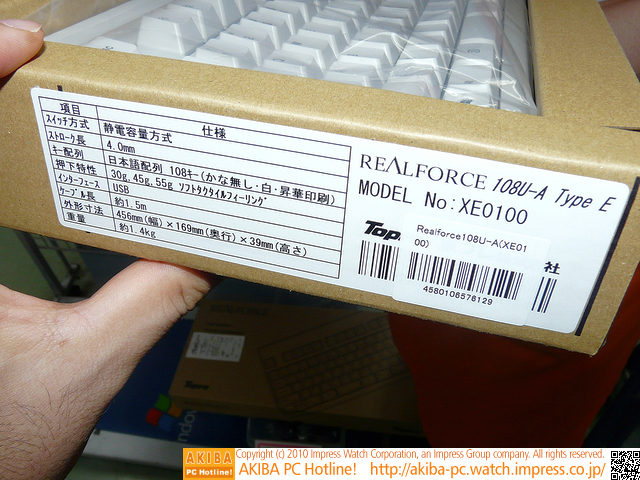 項目 仕様
スイッチ方式 静電容量方式
ストローク長 4.0mm
キー配列 日本語配列 108キー(かな無し・白・昇華印刷)
押下特性 30g,45g,55g ソフトタクタイルフィーリング
インターフェース USB
ケーブル長 約1.5m
外形寸法 456mm(幅)×169mm(奥行)×39mm(高さ)
重量 約1.4kg
REALFORCE 108U-A Type E
MODEL No:XE0100
Top
社
Realforce108U-A(XE01
00)
4580106576129
REALFORCE
Topre
AKIBA
PC Hotline!
Copyright (c) 2010 Impress Watch Corporation, an Impress Group company. All rights reserved.
AKIBA PC Hotline! http://akiba-pc.watch.impress.co.jp/